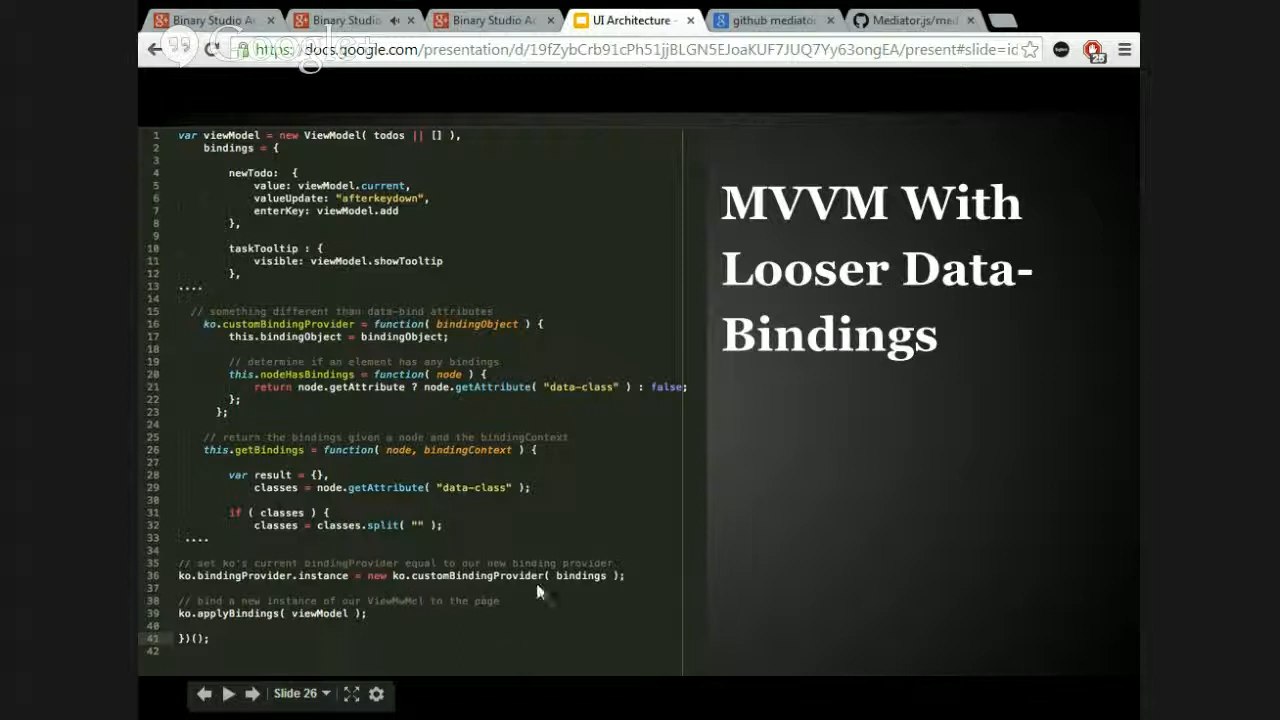 Binary Studio Ac
Binary Studio
Binary Studio Ac
UI Architecture -
github mediator
Mediator.js/med
Google+
https://docs.google.com/presentation/d/19fZybCrb91cPh51jjBLGN5EJoaKUF7JUQ7Yy63ongEA/present#slide=id
25
1 var viewModel = new ViewModel( todos || [] ),
2 bindings = {
3
4 newTodo: {
5 value: viewModel.current,
6 valueUpdate: "afterkeydown",
7 enterKey: viewModel.add
8 },
9
10 taskTooltip : {
11 visible: viewModel.showTooltip
12 },
13 ....
14
15 // something different than data-bind attributes
16 ko.customBindingProvider = function( bindingObject ) {
17 this.bindingObject = bindingObject;
18
19 // determine if an element has any bindings
20 this.nodeHasBindings = function( node ) {
21 return node.getAttribute ? node.getAttribute( "data-class" ) : false;
22 };
23 };
24
25 // return the bindings given a node and the bindingContext
26 this.getBindings = function( node, bindingContext ) {
27
28 var result = {},
29 classes = node.getAttribute( "data-class" );
30
31 if ( classes ) {
32 classes = classes.split( "" );
33 ....
34
35 // set ko's current bindingProvider equal to our new binding provider
36 ko.bindingProvider.instance = new ko.customBindingProvider( bindings );
37
38 // bind a new instance of our ViewMwMel to the page
39 ko.applyBindings( viewModel );
40
41 })();
42
MVVM With
Looser Data-
Bindings
Slide 26